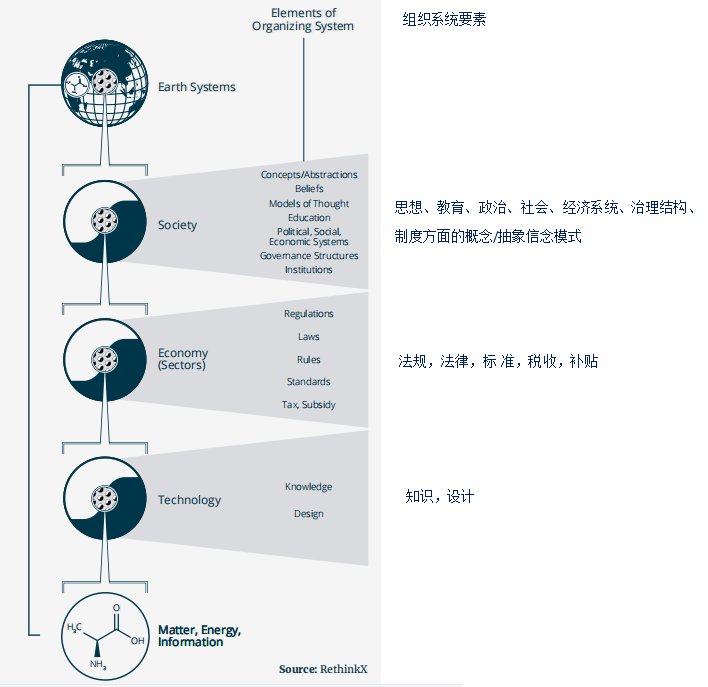 Elements of
Organizing System
组织系统要素
Earth Systems
Concepts/Abstractions
Beliefs
Models of Thought
Education
Political, Social,
Economic Systems
Governance Structures
Institutions
Society
思想、教育、政治、社会、经济系统、治理结构、
制度方面的概念/抽象信念模式
Regulations
Laws
Rules
Standards
Tax, Subsidy
Economy
(Sectors)
法规，法律，标 准，税收，补贴
Knowledge
Design
Technology
知识，设计
H₃C
O
OH
NH₃
Matter, Energy,
Information
Source: RethinkX